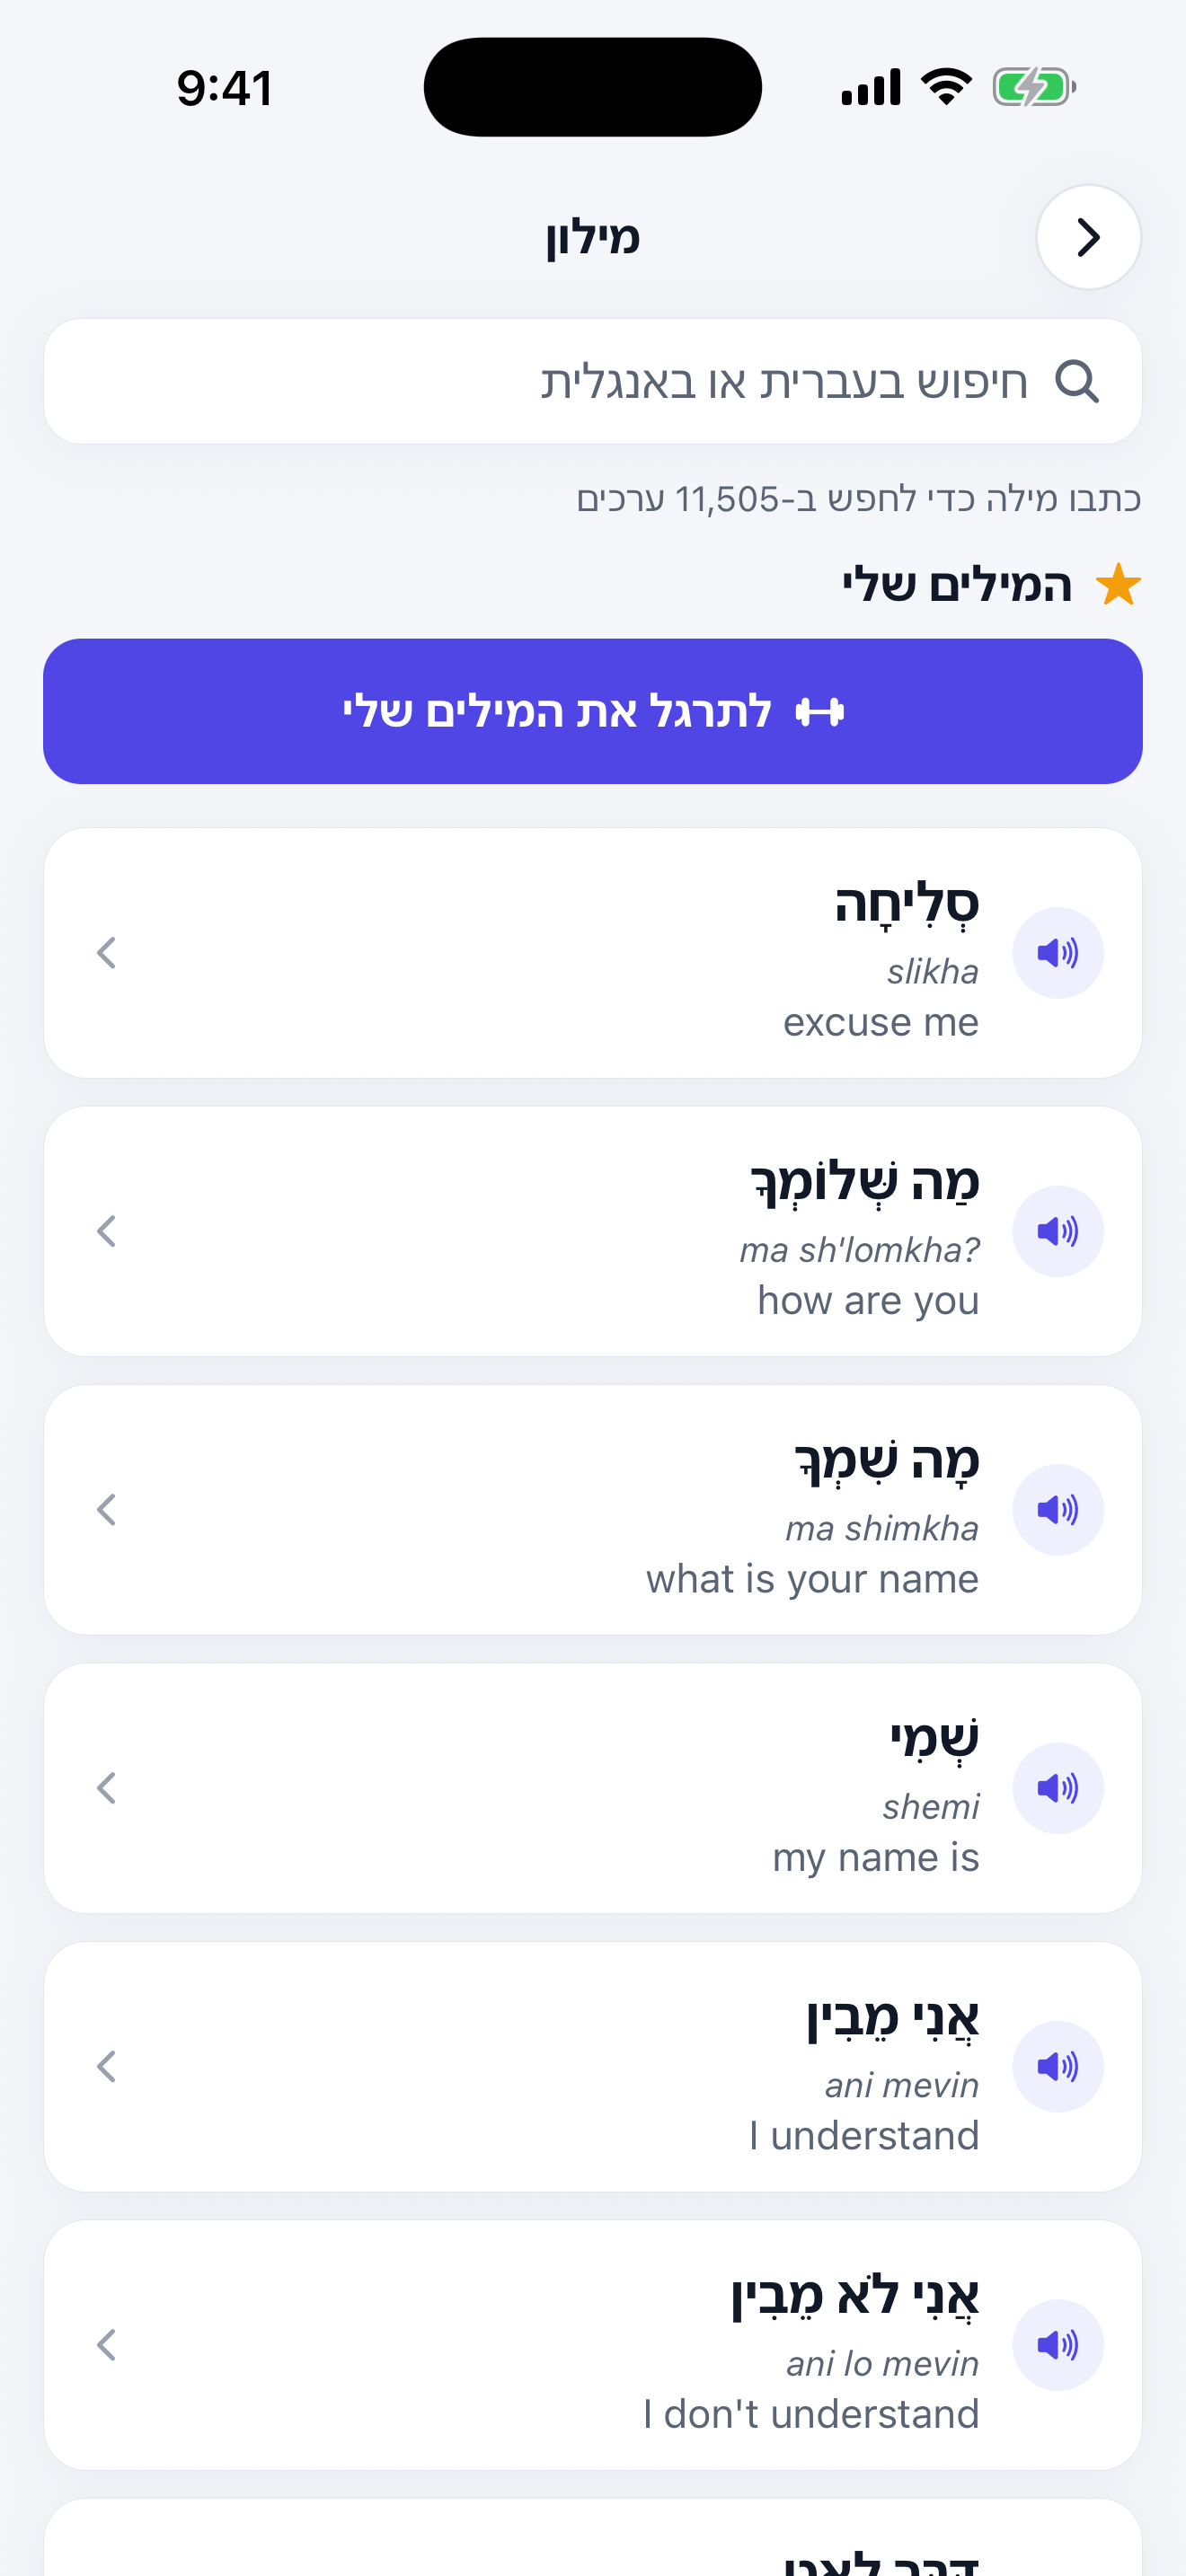 9:41
מילון
חיפוש בעברית או באנגלית
כתבו מילה כדי לחפש ב-11,505 ערכים
המילים שלי
לתרגל את המילים שלי
סְלִיחָה
slikha
excuse me
מַה שְּׁלוֹמְךָ
ma sh'lomkha?
how are you
מָה שִׁמְךָ
ma shimkha
what is your name
שְׁמִי
shemi
my name is
אֲנִי מֵבִין
ani mevin
I understand
אֲנִי לֹא מֵבִין
ani lo mevin
I don't understand